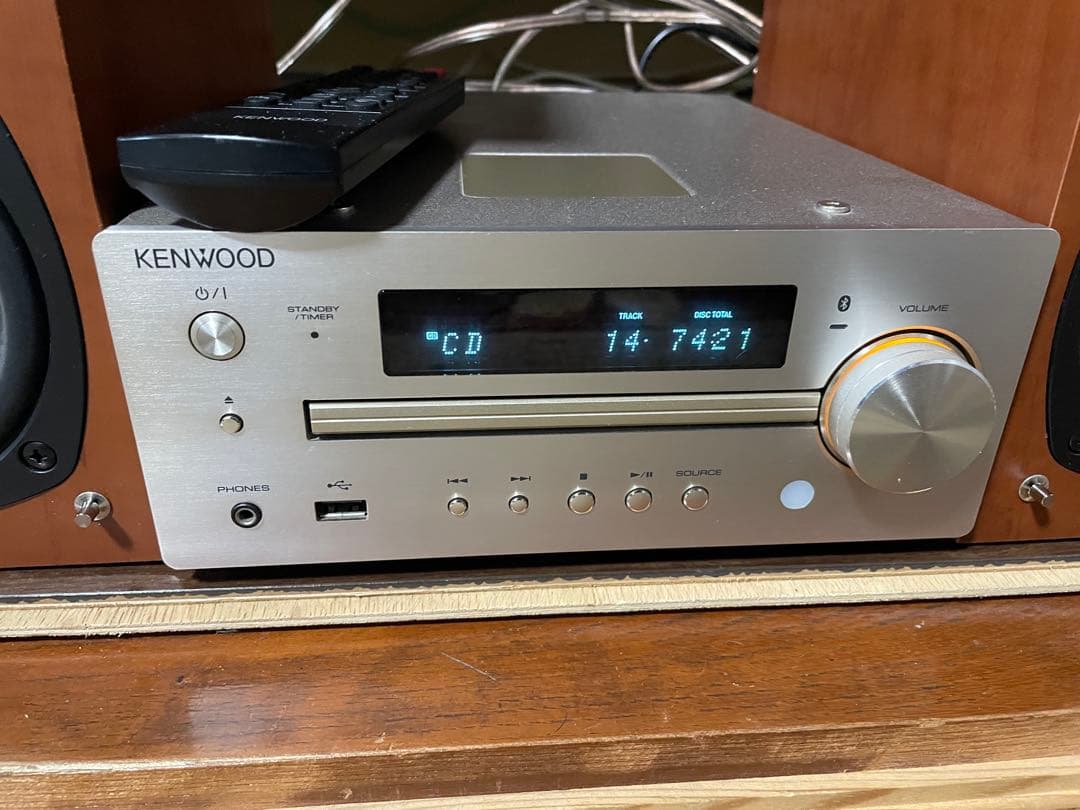 KENWOOD
KENWOOD
⏻/I
STANDBY
/TIMER
TRACK
DISC TOTAL
CD
14.
7421
VOLUME
PHONES
SOURCE